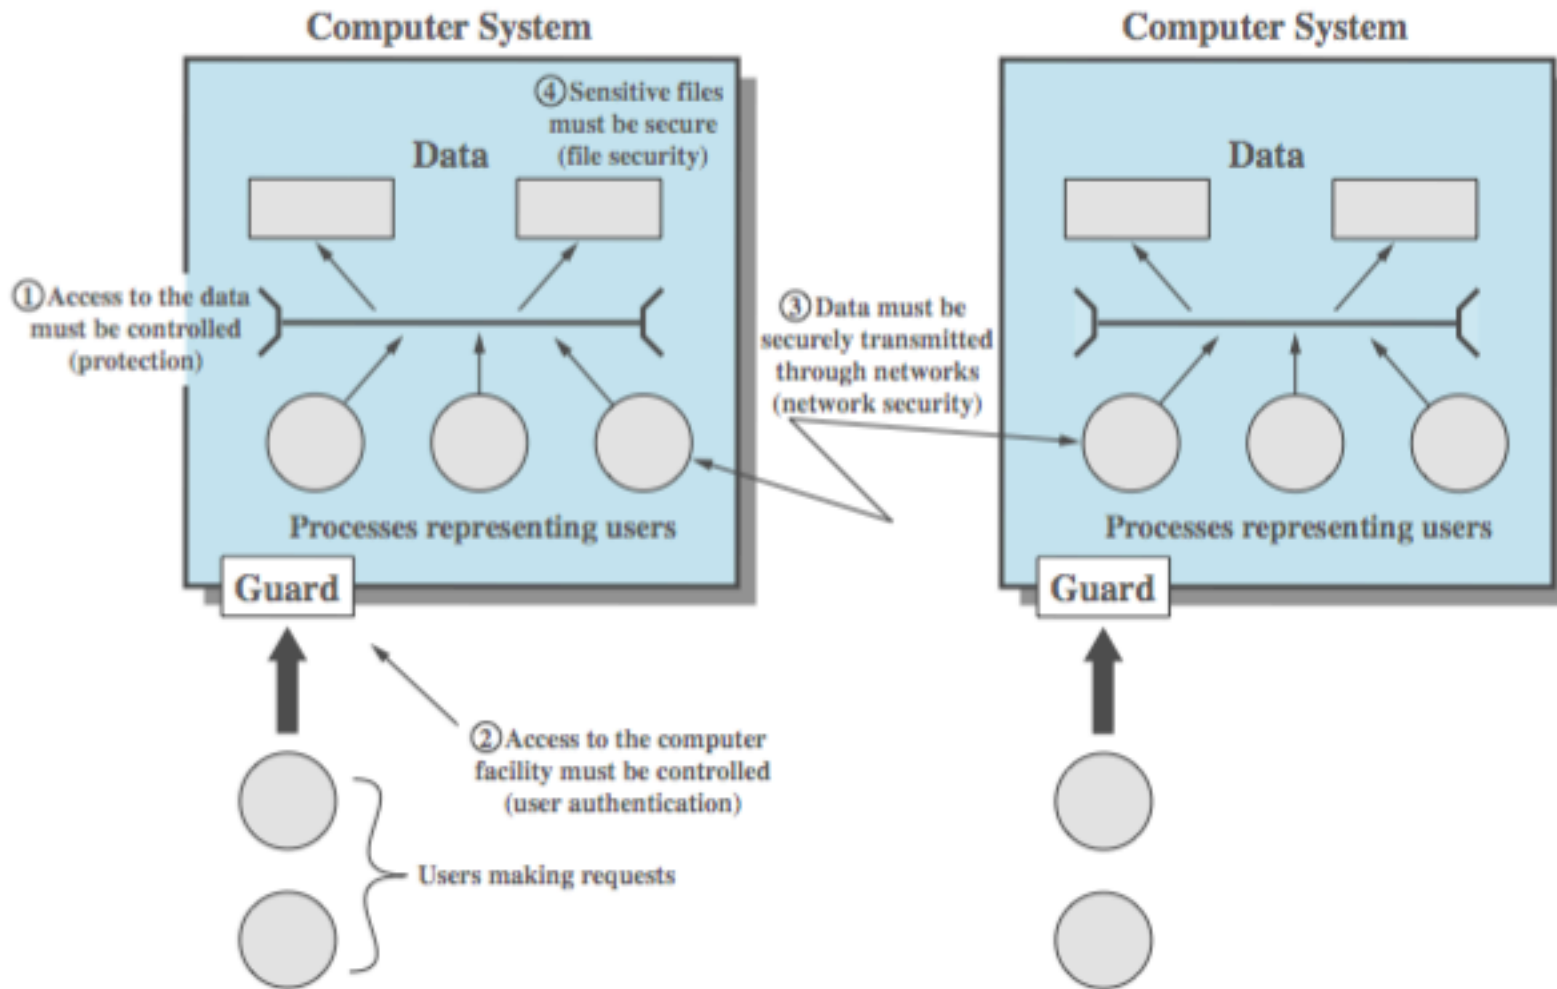 Computer System
④Sensitive files
must be secure
(file security)
Data
①Access to the data
must be controlled
(protection)
Processes representing users
Guard
②Access to the computer
facility must be controlled
(user authentication)
Users making requests
③Data must be
securely transmitted
through networks
(network security)
Computer System
Data
Processes representing users
Guard